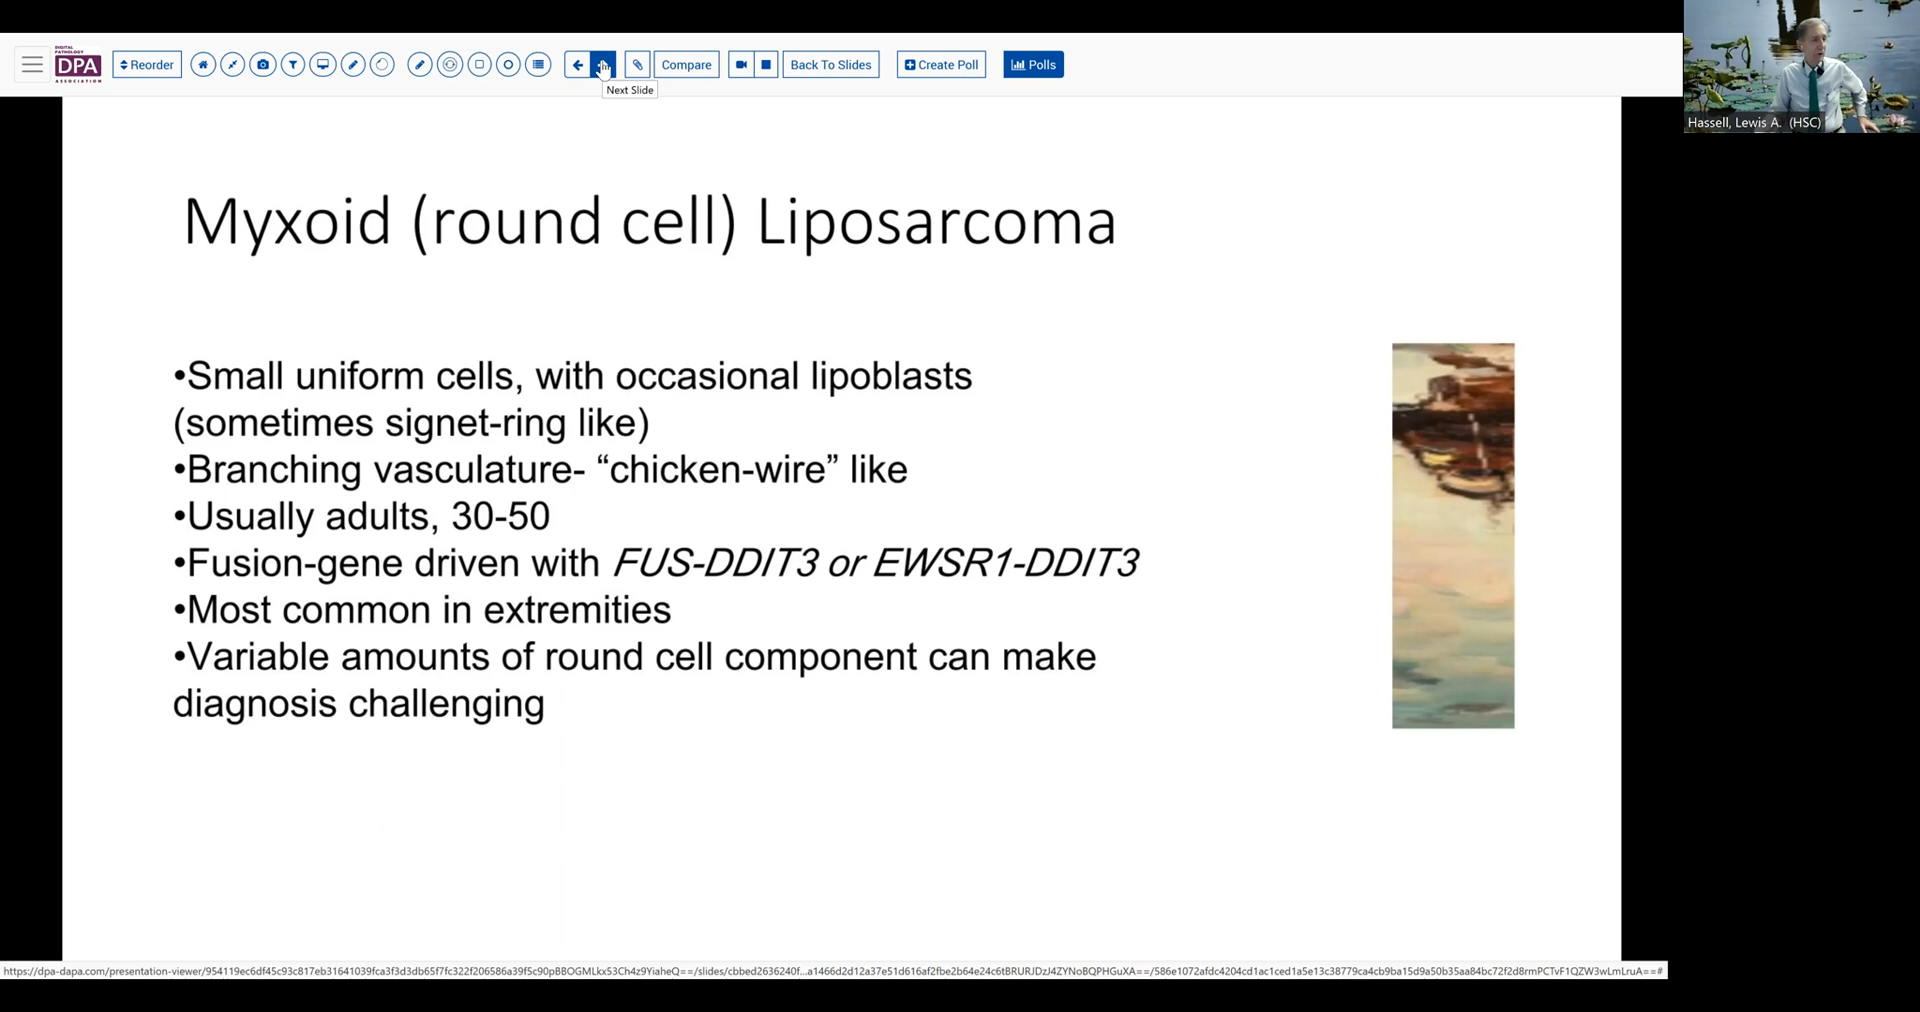 DIGITAL
PATHOLOGY
DPA
ASSOCIATION
Reorder
Compare
Back To Slides
Create Poll
Polls
Next Slide
Hassell, Lewis A. (HSC)
Myxoid (round cell) Liposarcoma
•Small uniform cells, with occasional lipoblasts
(sometimes signet-ring like)
•Branching vasculature- “chicken-wire” like
•Usually adults, 30-50
•Fusion-gene driven with FUS-DDIT3 or EWSR1-DDIT3
•Most common in extremities
•Variable amounts of round cell component can make
diagnosis challenging